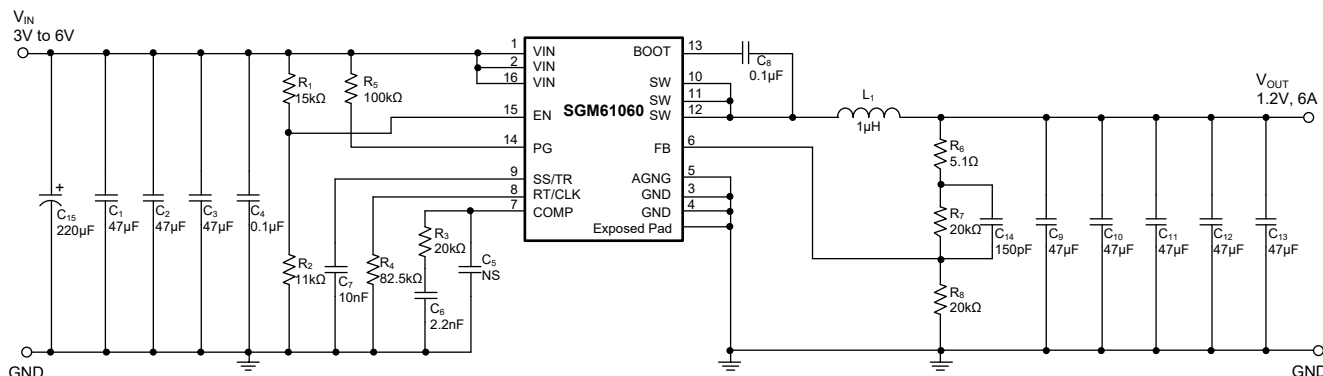 VIN
3V to 6V
C15
220µF
C1
47µF
C2
47µF
C3
47µF
C4
0.1µF
R1
15kΩ
R5
100kΩ
R2
11kΩ
C7
10nF
R4
82.5kΩ
R3
20kΩ
C6
2.2nF
C5
NS
GND
SGM61060
1 VIN
2 VIN
16 VIN
15 EN
14 PG
9 SS/TR
8 RT/CLK
7 COMP
BOOT 13
SW 10
SW 11
SW 12
FB 6
AGNG 5
GND 3
GND 4
Exposed Pad
C8
0.1µF
L1
1µH
R6
5.1Ω
R7
20kΩ
C14
150pF
R8
20kΩ
C9
47µF
C10
47µF
C11
47µF
C12
47µF
C13
47µF
VOUT
1.2V, 6A
GND